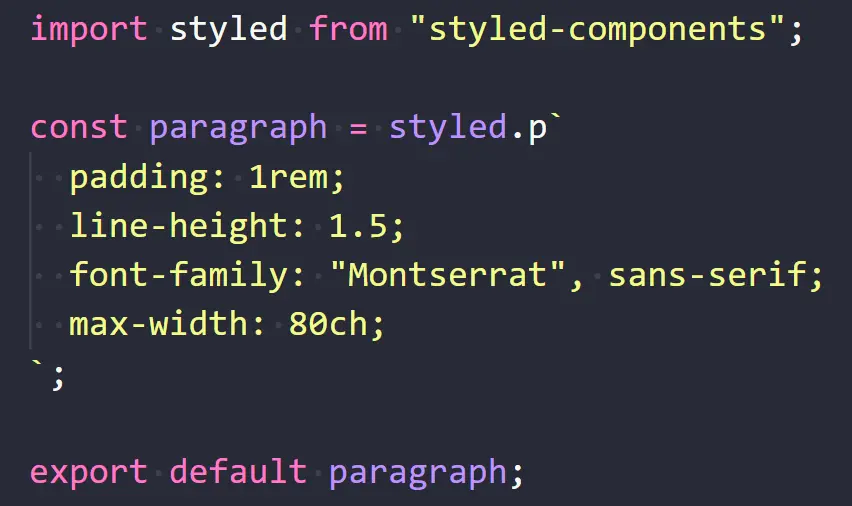 import styled from "styled-components";
const paragraph = styled.p`
padding: 1rem;
line-height: 1.5;
font-family: "Montserrat", sans-serif;
max-width: 80ch;
`;
export default paragraph;